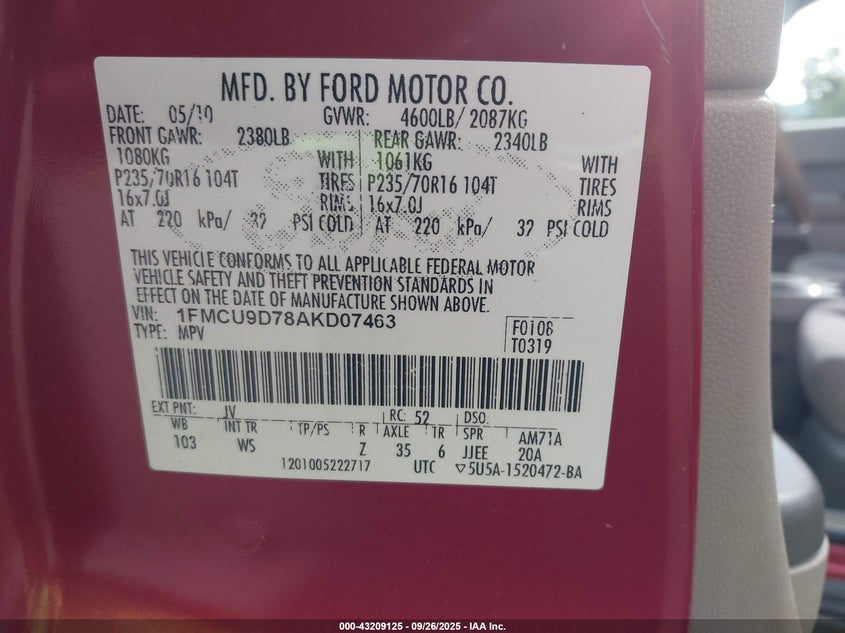 MFD. BY FORD MOTOR CO.
DATE: 05/10 GVWR: 4600LB/ 2087KG
FRONT GAWR: 2380LB REAR GAWR: 2340LB
1080KG WITH 1061KG WITH
P235/70R16 104T TIRES P235/70R16 104T TIRES
16x7.0J RIMS 16x7.0J RIMS
AT 220 kPa/ 32 PSI COLD AT 220 kPa/ 32 PSI COLD
THIS VEHICLE CONFORMS TO ALL APPLICABLE FEDERAL MOTOR
VEHICLE SAFETY AND THEFT PREVENTION STANDARDS IN
EFFECT ON THE DATE OF MANUFACTURE SHOWN ABOVE.
VIN: 1FMCU9D78AKD07463 F0108
TYPE: MPV T0319
EXT PNT: JV RC: 52 DSO:
WB INT TR TP/PS R AXLE TR SPR AM71A
103 WS Z 35 6 JJEE 20A
1201005222717 UTC ▽5U5A-1520472-BA
000-43209125 - 09/26/2025 - IAA Inc.